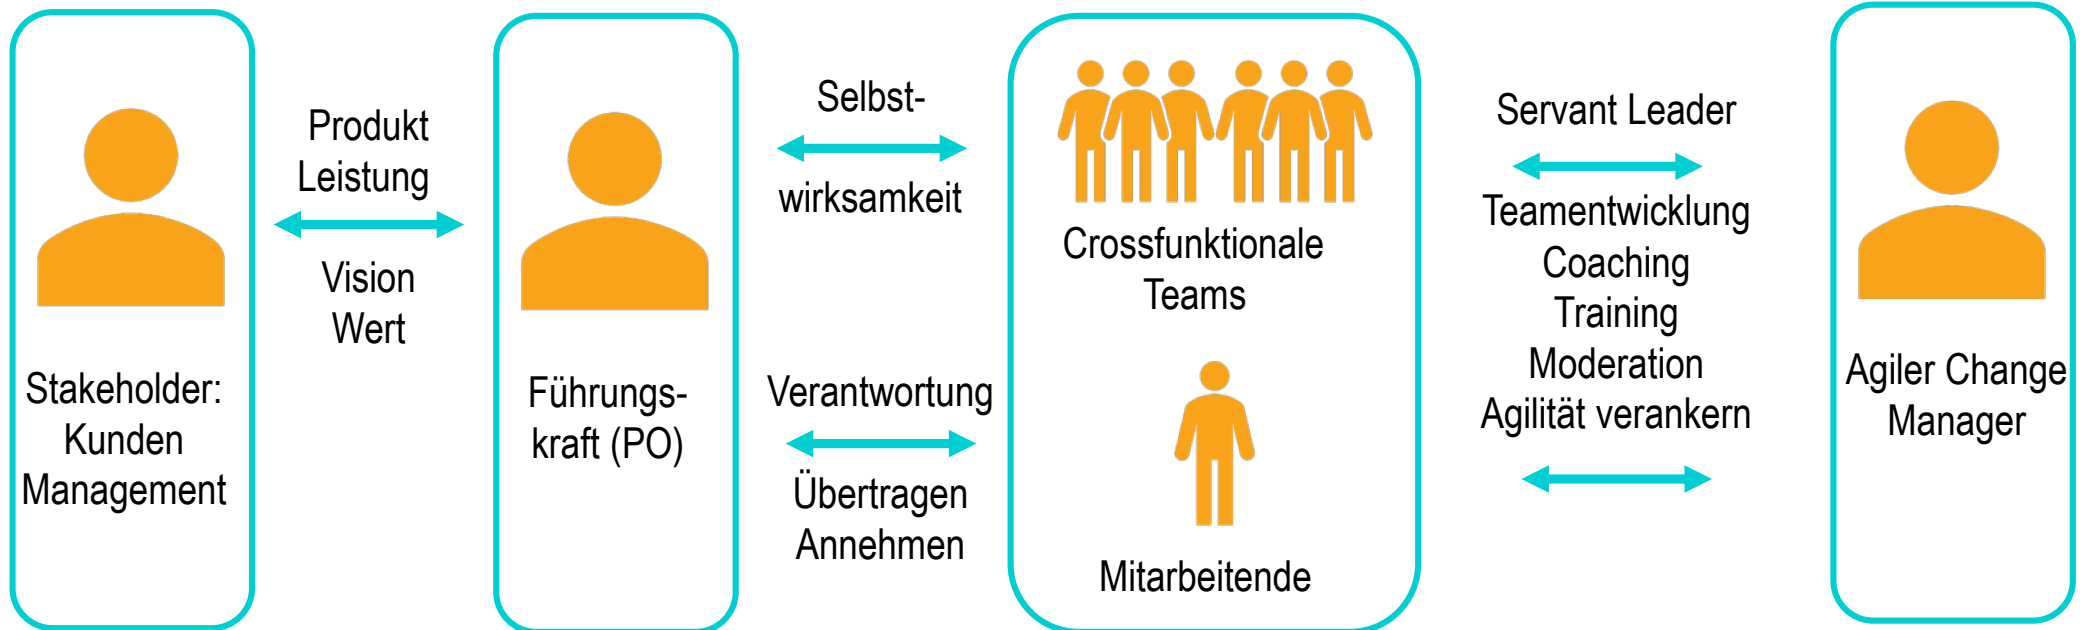 Stakeholder:
Kunden
Management
Produkt
Leistung
Vision
Wert
Führungs-
kraft (PO)
Selbst-
wirksamkeit
Verantwortung
Übertragen
Annehmen
Crossfunktionale
Teams
Mitarbeitende
Servant Leader
Teamentwicklung
Coaching
Training
Moderation
Agilität verankern
Agiler Change
Manager